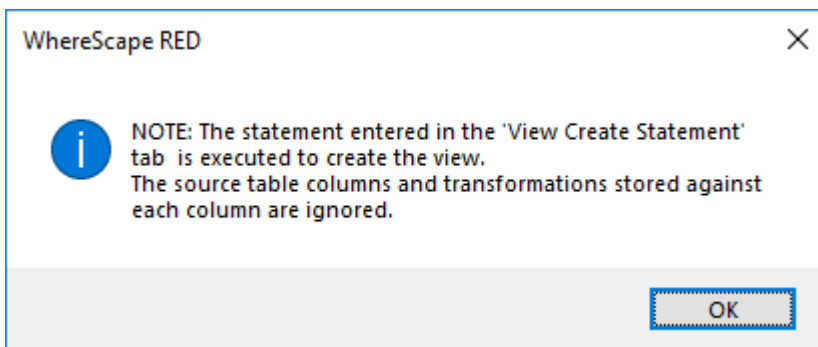 WhereScape RED
NOTE: The statement entered in the 'View Create Statement'
tab  is executed to create the view.
The source table columns and transformations stored against
each column are ignored.
OK